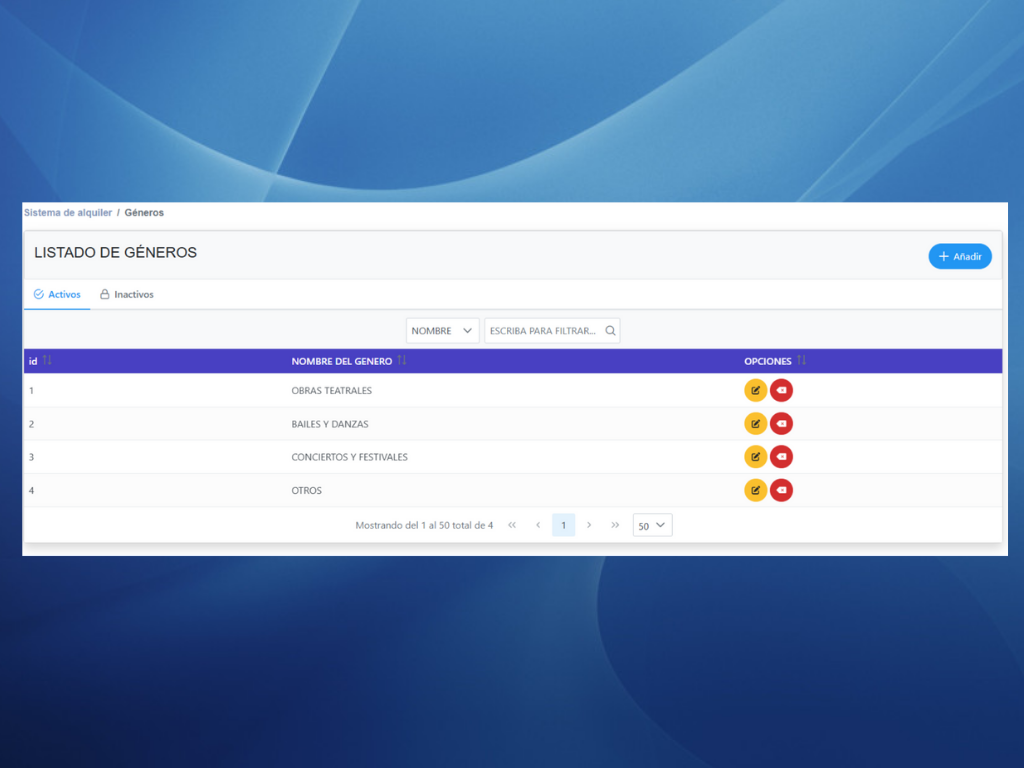 Sistema de alquiler / Géneros
LISTADO DE GÉNEROS
+ Añadir
Activos Inactivos
NOMBRE ESCRIBA PARA FILTRAR...
id NOMBRE DEL GENERO OPCIONES
1 OBRAS TEATRALES
2 BAILES Y DANZAS
3 CONCIERTOS Y FESTIVALES
4 OTROS
Mostrando del 1 al 50 total de 4 « ‹ 1 › » 50